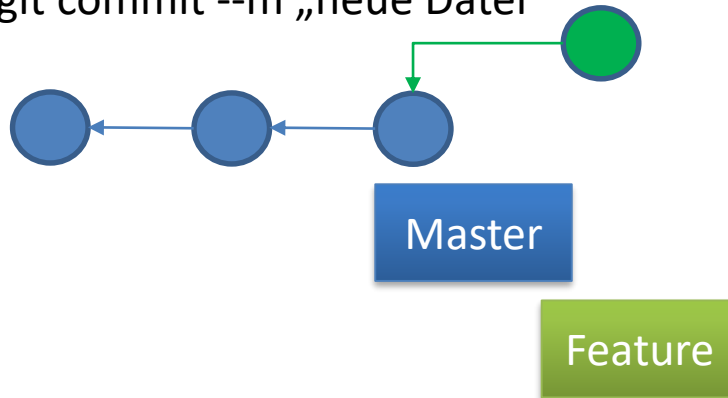 git commit --m „neue Datei
Master
Feature